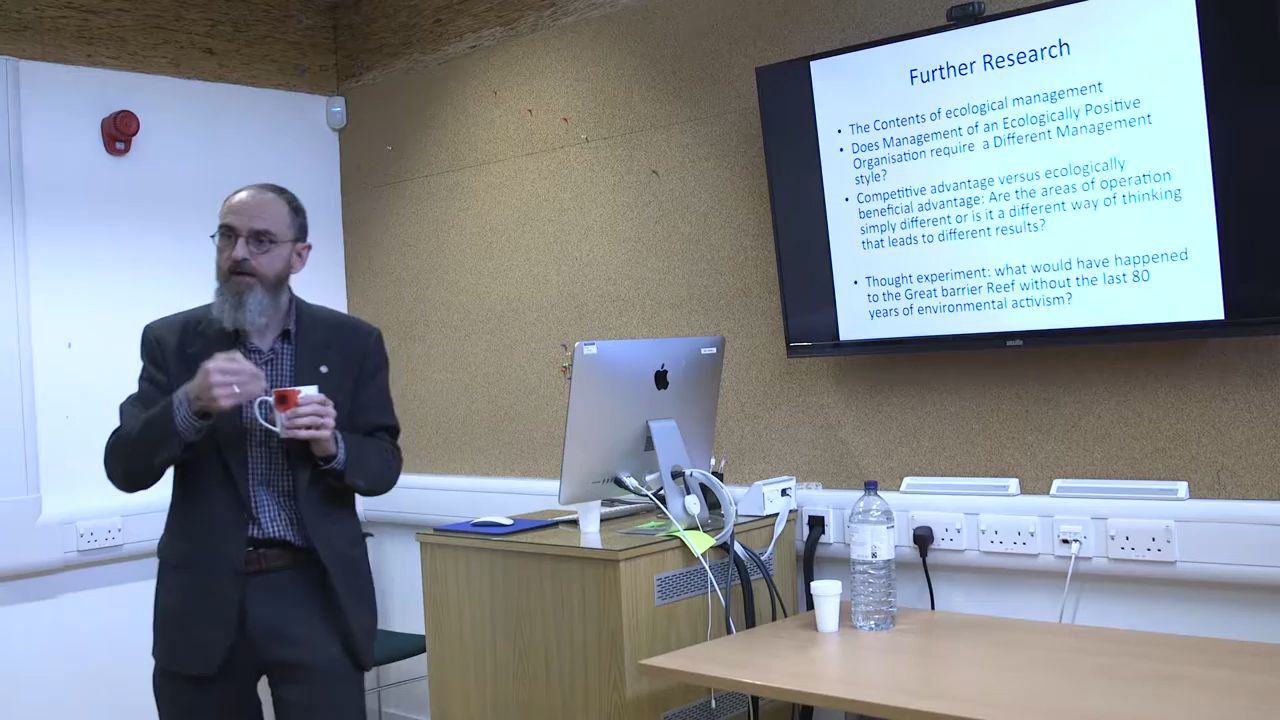 Further Research
• The Contents of ecological management
• Does Management of an Ecologically Positive
Organisation require a Different Management
style?
• Competitive advantage versus ecologically
beneficial advantage: Are the areas of operation
simply different or is it a different way of thinking
that leads to different results?
• Thought experiment: what would have happened
to the Great barrier Reef without the last 80
years of environmental activism?